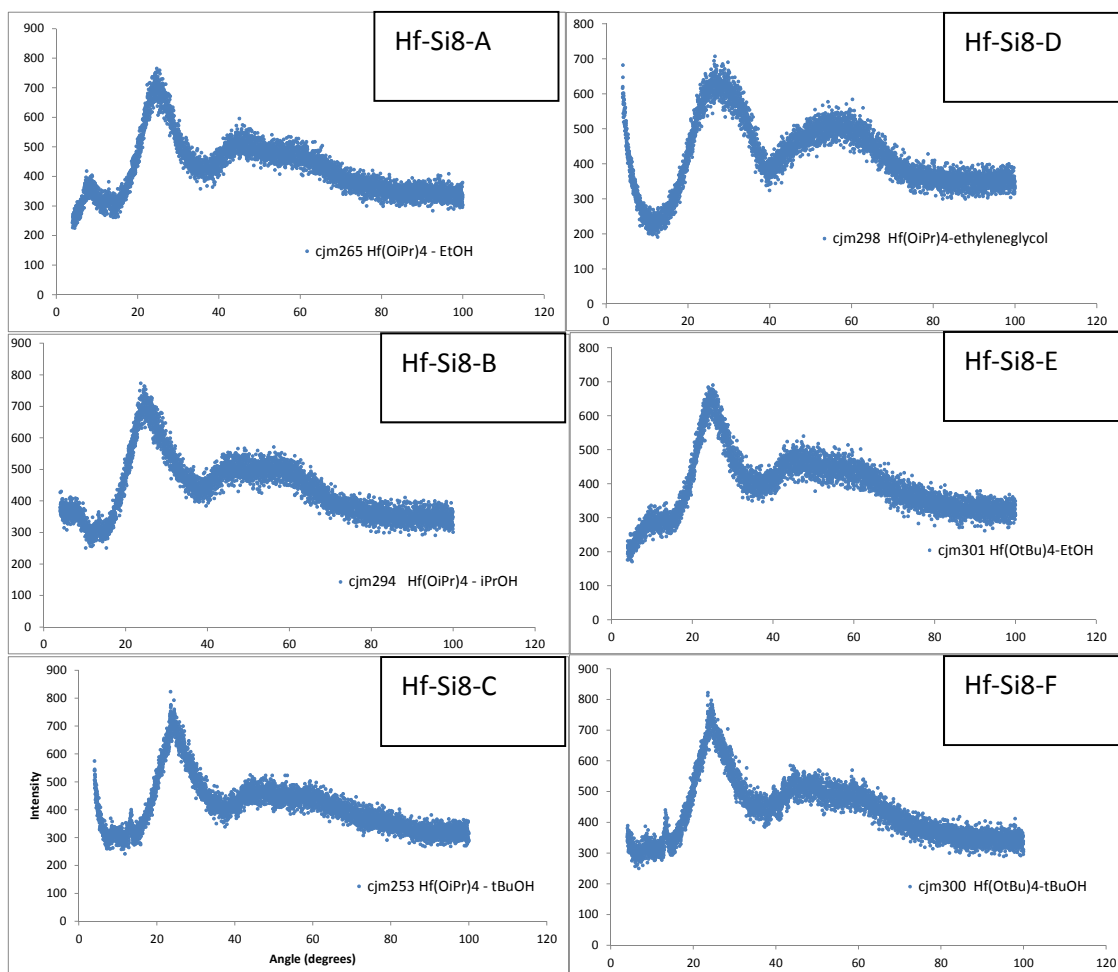 Hf-Si8-A
900
800
700
600
500
400
300
200
100
0
0 20 40 60 80 100 120
cjm265 Hf(OiPr)4 - EtOH
Hf-Si8-D
800
700
600
500
400
300
200
100
0
0 20 40 60 80 100 120
cjm298 Hf(OiPr)4-ethyleneglycol
Hf-Si8-B
900
800
700
600
500
400
300
200
100
0
0 20 40 60 80 100 120
cjm294 Hf(OiPr)4 - iPrOH
Hf-Si8-E
800
700
600
500
400
300
200
100
0
0 20 40 60 80 100 120
cjm301 Hf(OtBu)4-EtOH
Hf-Si8-C
900
800
700
600
500
400
300
200
100
0
Intensity
0 20 40 60 80 100 120
Angle (degrees)
cjm253 Hf(OiPr)4 - tBuOH
Hf-Si8-F
900
800
700
600
500
400
300
200
100
0
0 20 40 60 80 100 120
cjm300 Hf(OtBu)4-tBuOH